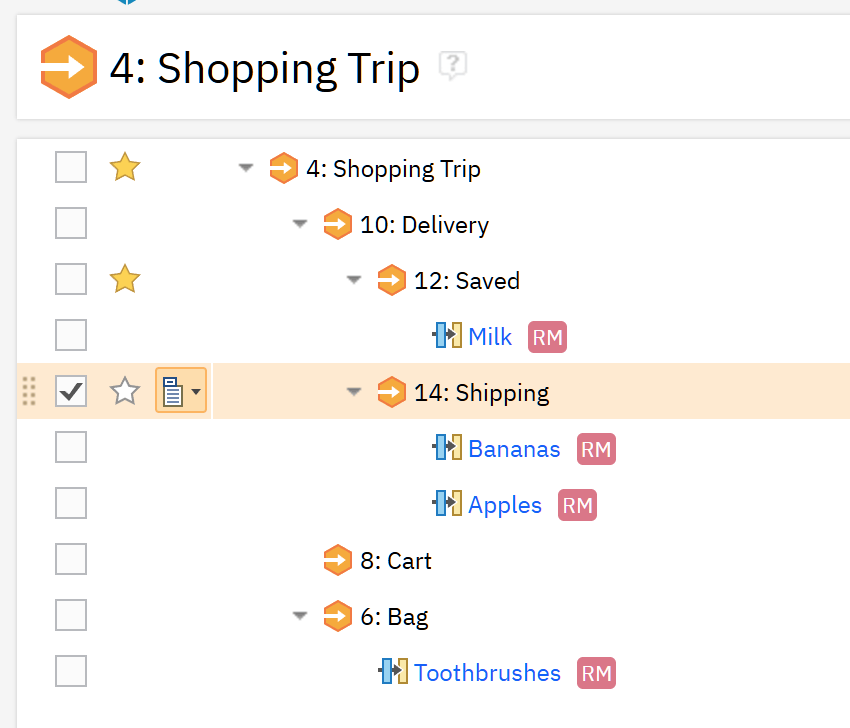 4: Shopping Trip ?
4: Shopping Trip
10: Delivery
12: Saved
Milk RM
14: Shipping
Bananas RM
Apples RM
8: Cart
6: Bag
Toothbrushes RM